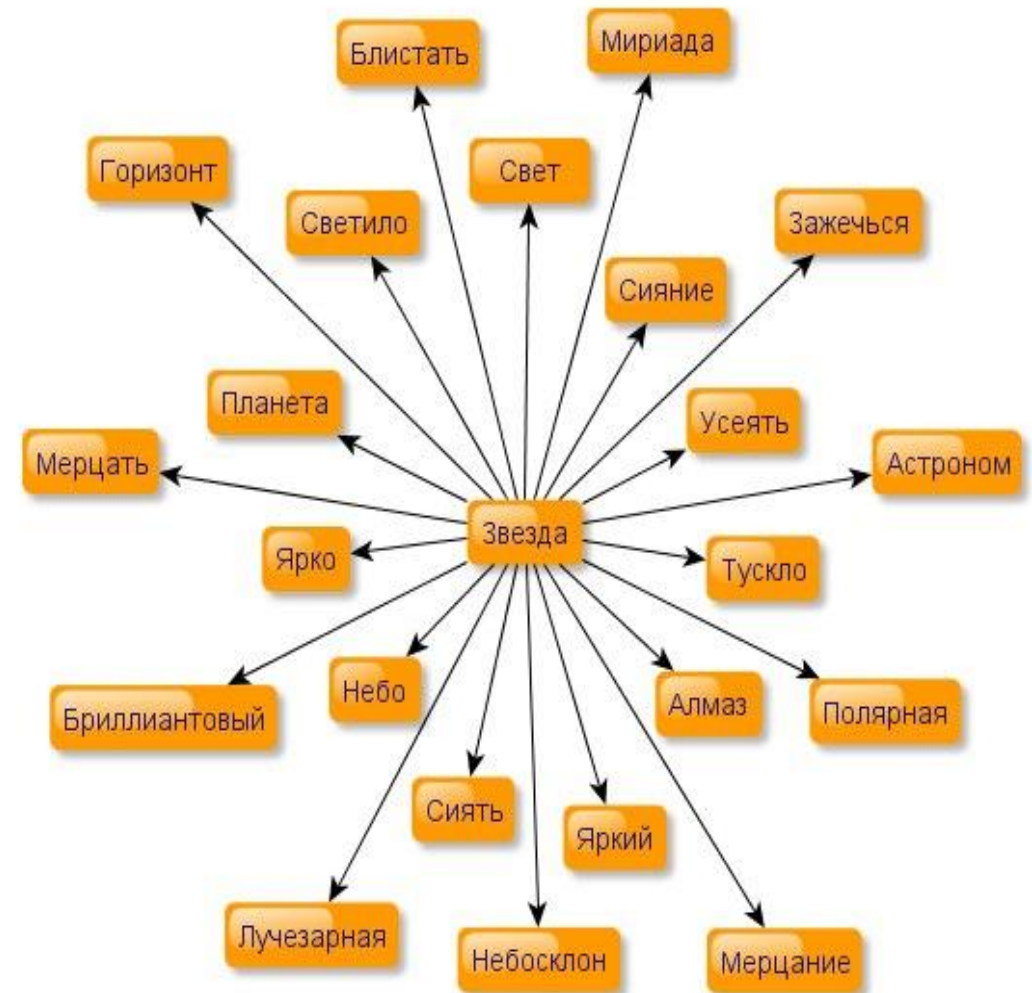 Блистать
Мириада
Горизонт
Светило
Свет
Зажечься
Сияние
Планета
Усеять
Мерцать
Астроном
Звезда
Ярко
Тускло
Небо
Алмаз
Бриллиантовый
Полярная
Сиять
Яркий
Лучезарная
Небосклон
Мерцание